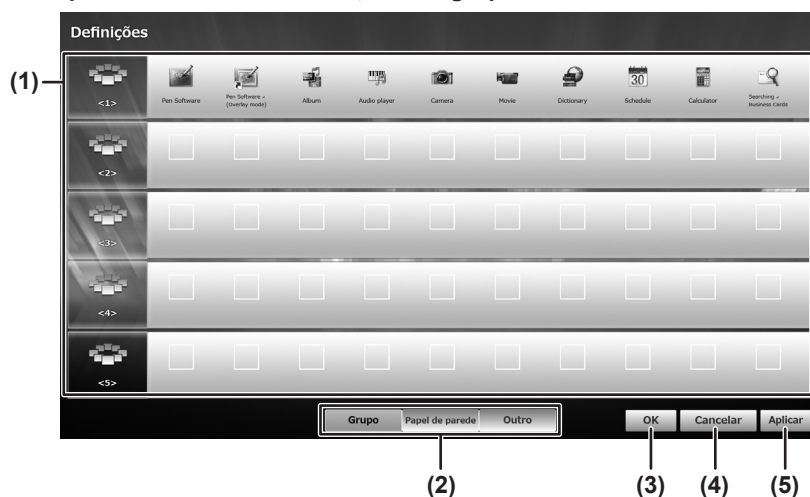 Definições
(1)
<1>
Pen Software
Pen Software -
(Overlay mode)
Album
Audio player
Camera
Movie
Dictionary
30
Schedule
Calculator
Searching -
Business Cards
<2>
<3>
<4>
<5>
Grupo
Papel de parede
Outro
OK
Cancelar
Aplicar
(2)
(3)
(4)
(5)